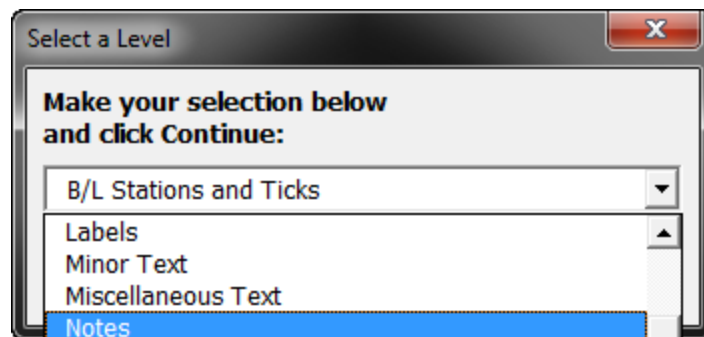 Select a Level
Make your selection below
and click Continue:
B/L Stations and Ticks
Labels
Minor Text
Miscellaneous Text
Notes